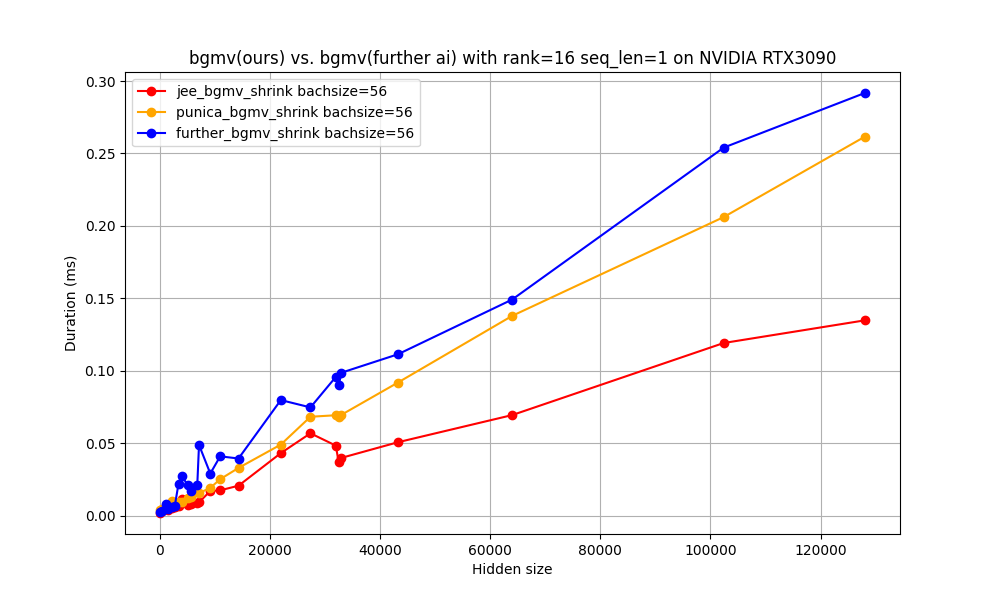 bgmv(ours) vs. bgmv(further ai) with rank=16 seq_len=1 on NVIDIA RTX3090
jee_bgmv_shrink bachsize=56
punica_bgmv_shrink bachsize=56
further_bgmv_shrink bachsize=56
0.30
0.25
0.20
0.15
0.10
0.05
0.00
Duration (ms)
0 20000 40000 60000 80000 100000 120000
Hidden size